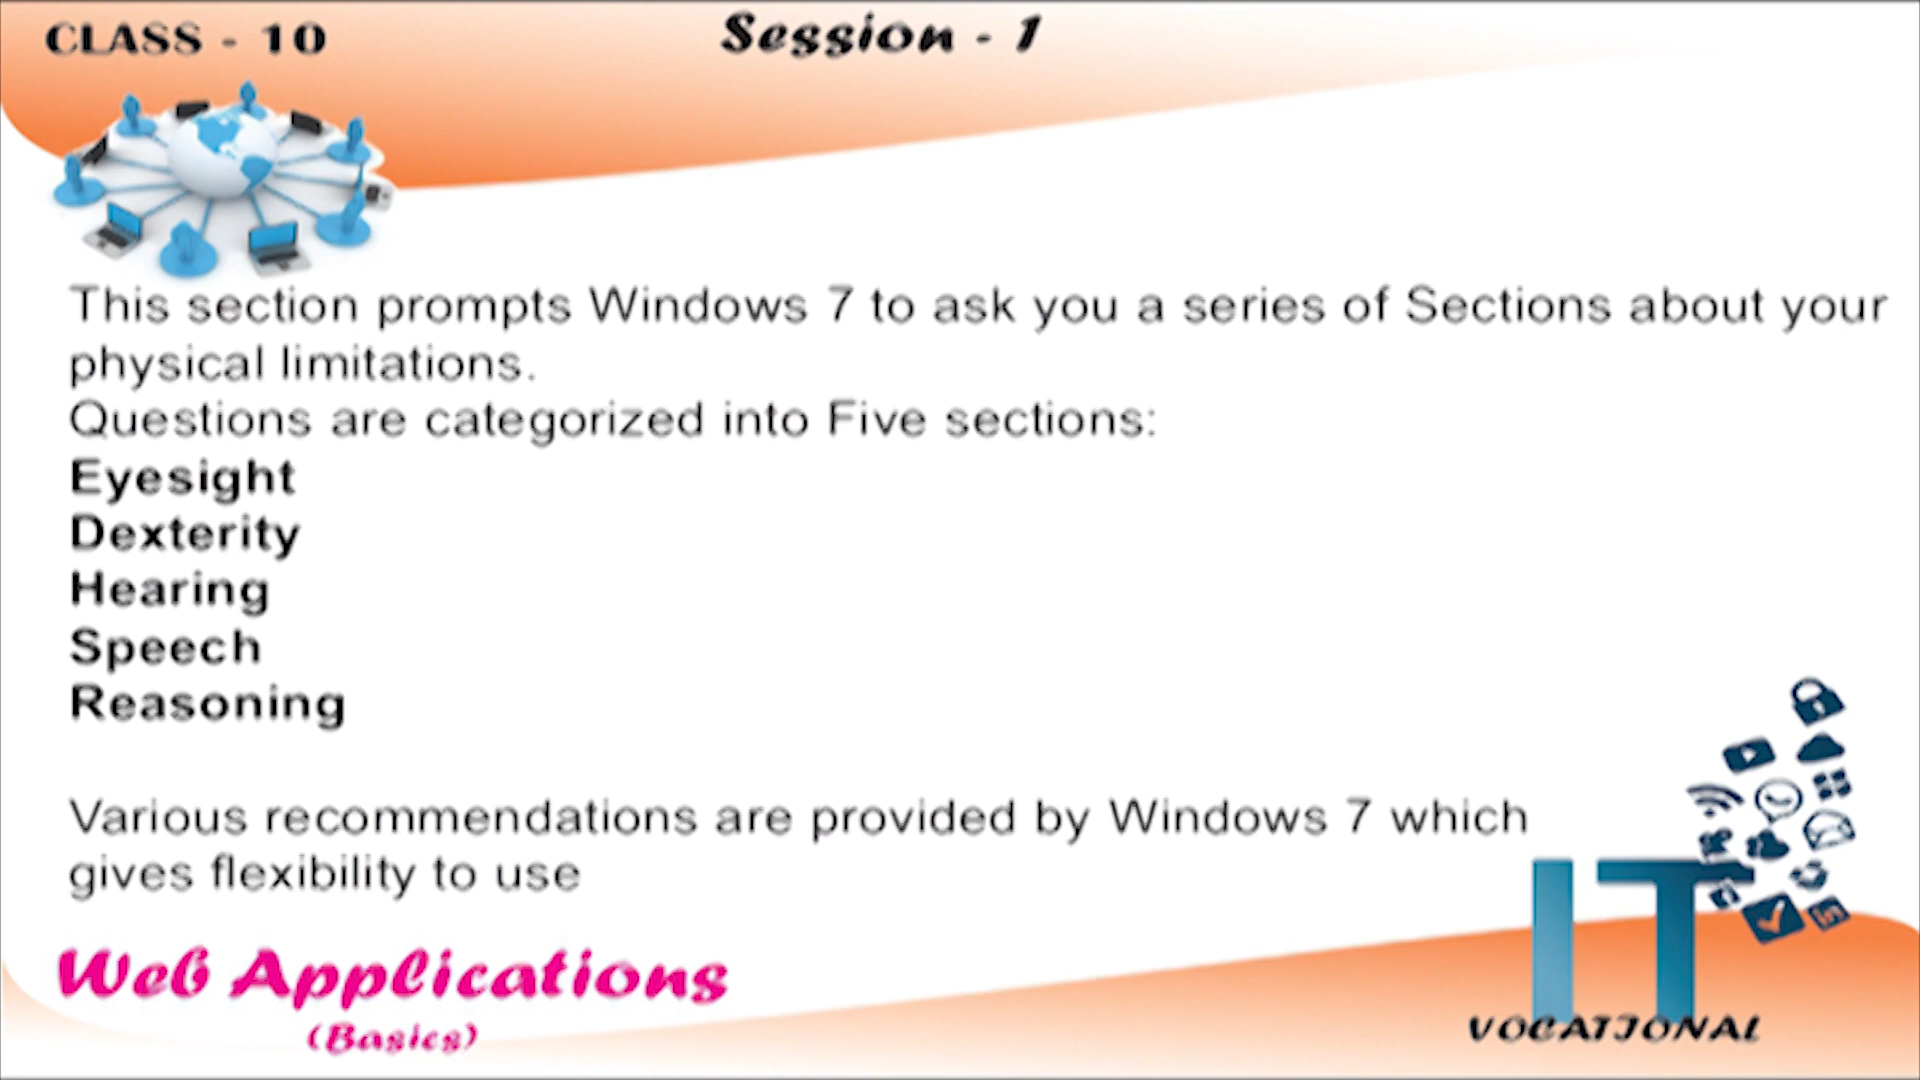 CLASS - 10
Session - 1
This section prompts Windows 7 to ask you a series of Sections about your
physical limitations.
Questions are categorized into Five sections:
Eyesight
Dexterity
Hearing
Speech
Reasoning
Various recommendations are provided by Windows 7 which
gives flexibility to use
Web Applications
(Basics)
IT
VOCATIONAL